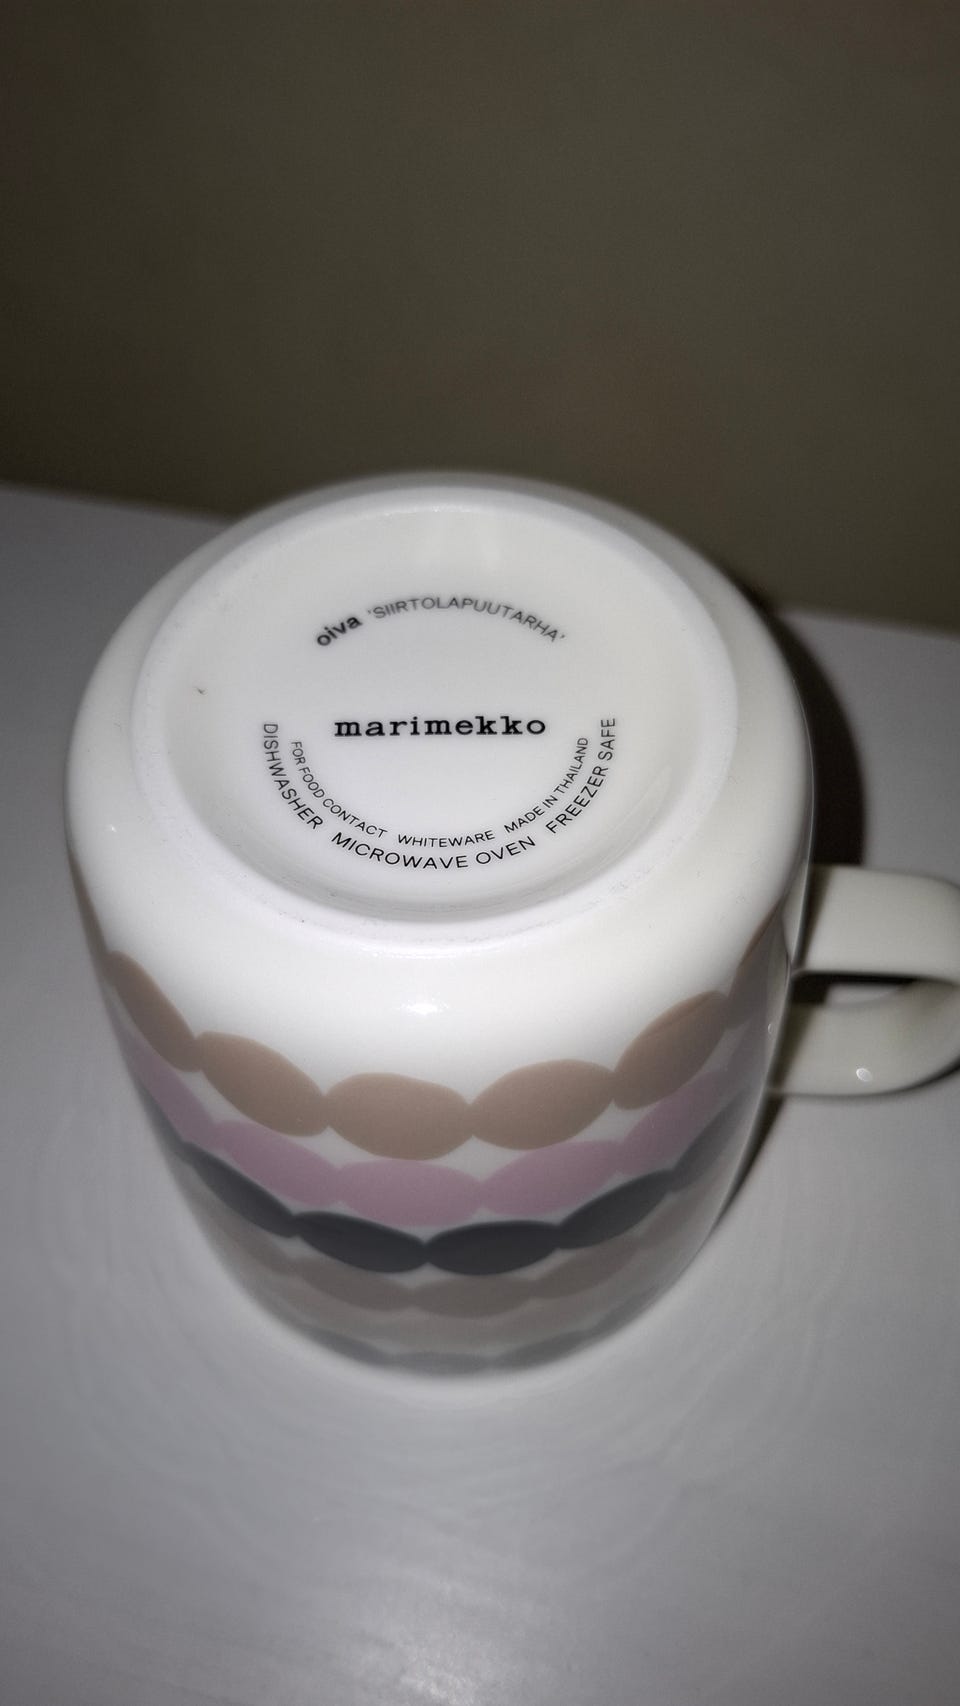 oiva 'SIIRTOLAPUUTARHA'
marimekko
FOR FOOD CONTACT WHITEWARE MADE IN THAILAND
DISHWASHER MICROWAVE OVEN FREEZER SAFE